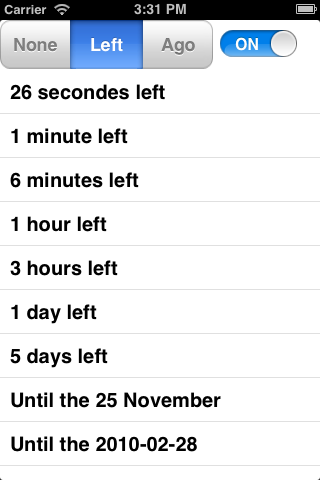 Carrier 3:31 PM
None Left Ago ON
26 secondes left
1 minute left
6 minutes left
1 hour left
3 hours left
1 day left
5 days left
Until the 25 November
Until the 2010-02-28